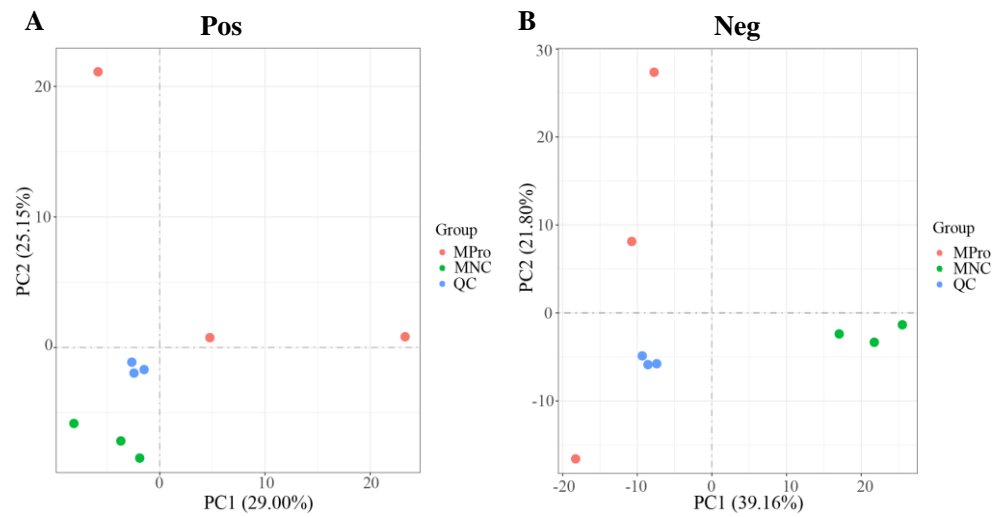 A
Pos
20
10
0
PC2 (25.15%)
0
10
20
PC1 (29.00%)
Group
MPro
MNC
QC
B
Neg
30
20
10
0
-10
PC2 (21.80%)
-20
-10
0
10
20
PC1 (39.16%)
Group
MPro
MNC
QC